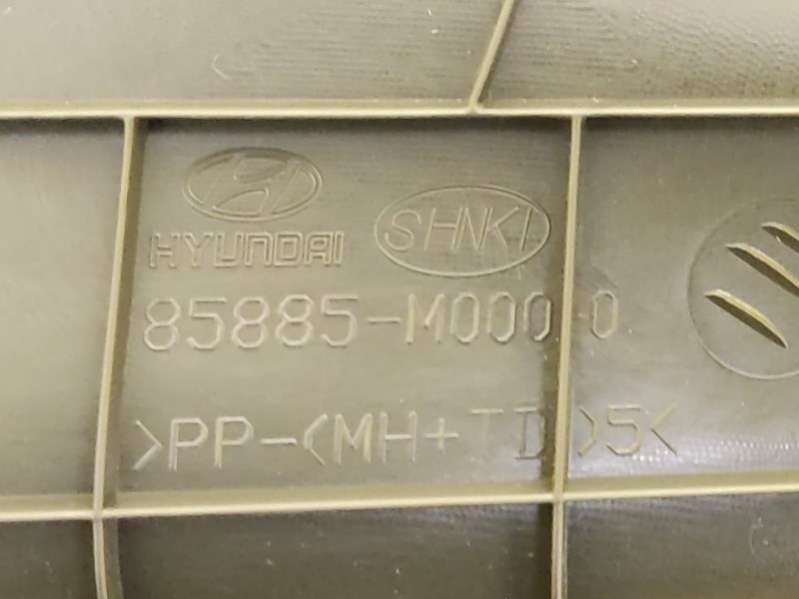 HYUNDAI
SHNKI
85885-M0000
>PP-(MH+TD)5<